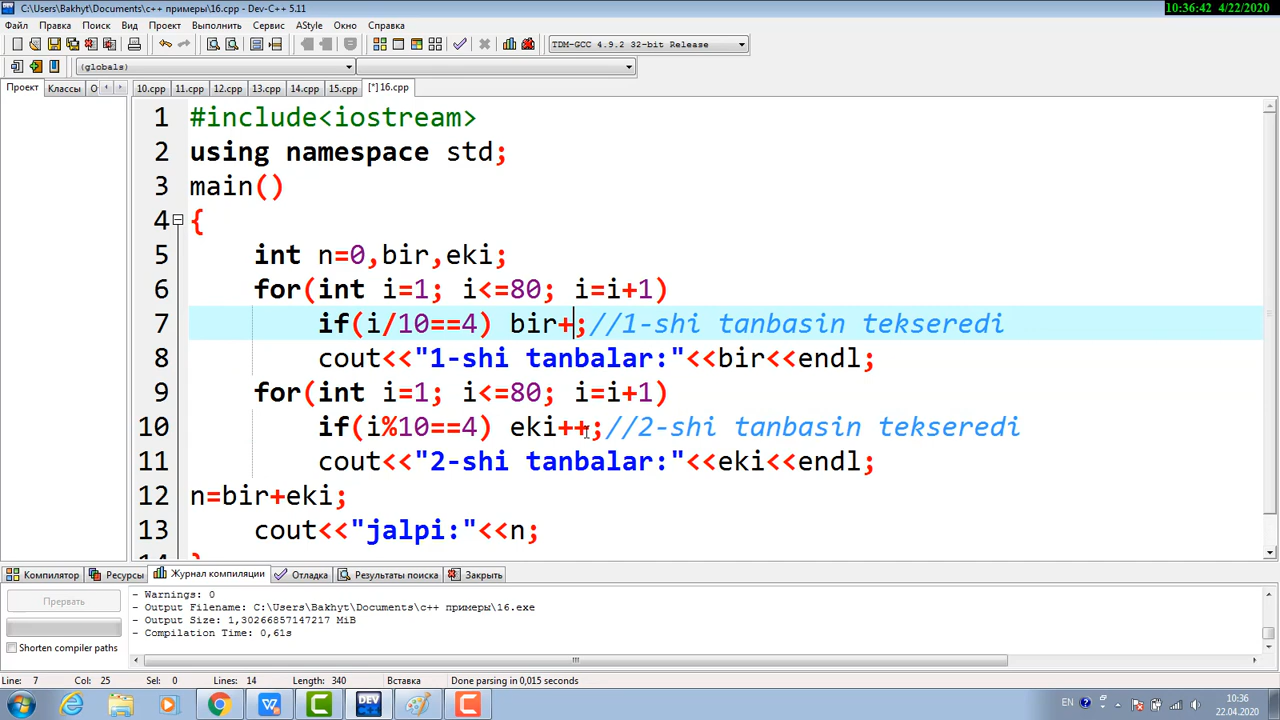 C:\Users\Bakhyt\Documents\c++ примеры\16.cpp - Dev-C++ 5.11
10:36:42 4/22/2020
Файл Правка Поиск Вид Проект Выполнить Сервис AStyle Окно Справка
TDM-GCC 4.9.2 32-bit Release
(globals)
Проект Классы О 10.cpp 11.cpp 12.cpp 13.cpp 14.cpp 15.cpp [*] 16.cpp
1 #include<iostream>
2 using namespace std;
3 main()
4 {
5 int n=0,bir,eki;
6 for(int i=1; i<=80; i=i+1)
7 if(i/10==4) bir+;//1-shi tanbasin tekseredi
8 cout<<"1-shi tanbalar:"<<bir<<endl;
9 for(int i=1; i<=80; i=i+1)
10 if(i%10==4) eki++;//2-shi tanbasin tekseredi
11 cout<<"2-shi tanbalar:"<<eki<<endl;
12 n=bir+eki;
13 cout<<"jalpi:"<<n;
14 }
Компилятор Ресурсы Журнал компиляции Отладка Результаты поиска Закрыть
Прервать
Shorten compiler paths
- Warnings: 0
- Output Filename: C:\Users\Bakhyt\Documents\c++ примеры\16.exe
- Output Size: 1,30266857147217 MiB
- Compilation Time: 0,61s
Line: 7 Col: 25 Sel: 0 Lines: 14 Length: 340 Вставка Done parsing in 0,015 seconds
DEV
EN 10:36
22.04.2020